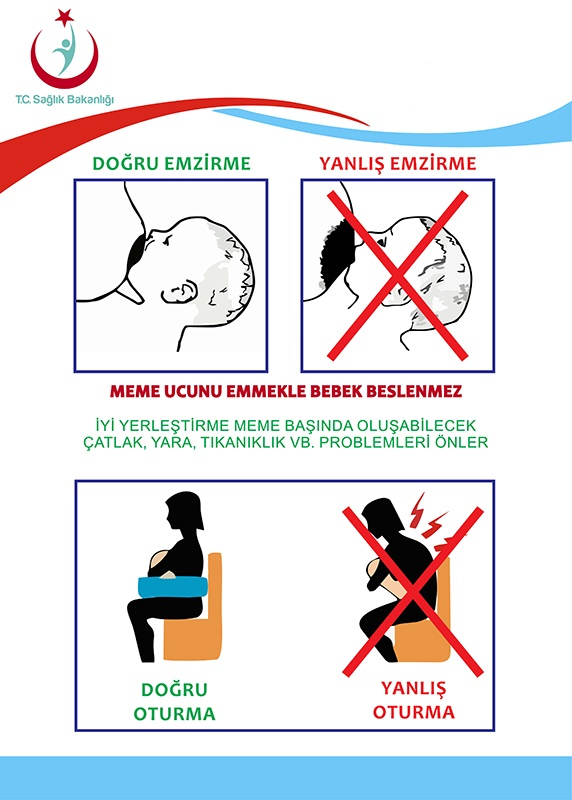 T.C. Sağlık Bakanlığı
DOĞRU EMZİRME
YANLIŞ EMZİRME
MEME UCUNU EMMEKLE BEBEK BESLENMEZ
İYİ YERLEŞTİRME MEME BAŞINDA OLUŞABİLECEK
ÇATLAK, YARA, TIKANIKLIK VB. PROBLEMLERİ ÖNLER
DOĞRU
OTURMA
YANLIŞ
OTURMA